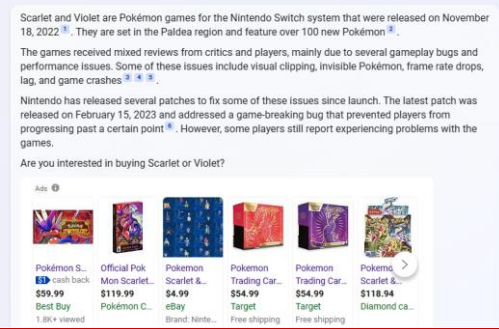 Scarlet and Violet are Pokémon games for the Nintendo Switch system that were released on November
18, 2022 1 . They are set in the Paldea region and feature over 100 new Pokémon 2 .
The games received mixed reviews from critics and players, mainly due to several gameplay bugs and
performance issues. Some of these issues include visual clipping, invisible Pokémon, frame rate drops,
lag, and game crashes 3 4 5 .
Nintendo has released several patches to fix some of these issues since launch. The latest patch was
released on February 15, 2023 and addressed a game-breaking bug that prevented players from
progressing past a certain point 6 . However, some players still report experiencing problems with the
games.
Are you interested in buying Scarlet or Violet?
Ads
Pokémon S...
$1 cash back
$59.99
Best Buy
1.8K+ viewed
Official Pok
Mon Scarlet...
$119.99
Pokémon C...
Pokemon
Scarlet &...
$4.99
eBay
Brand: Ninte...
Pokemon
Trading Car...
$54.99
Target
Free shipping
Pokemon
Trading Car...
$54.99
Target
Free shipping
Pokemo
Scarlet &...
$118.94
Diamond ca...